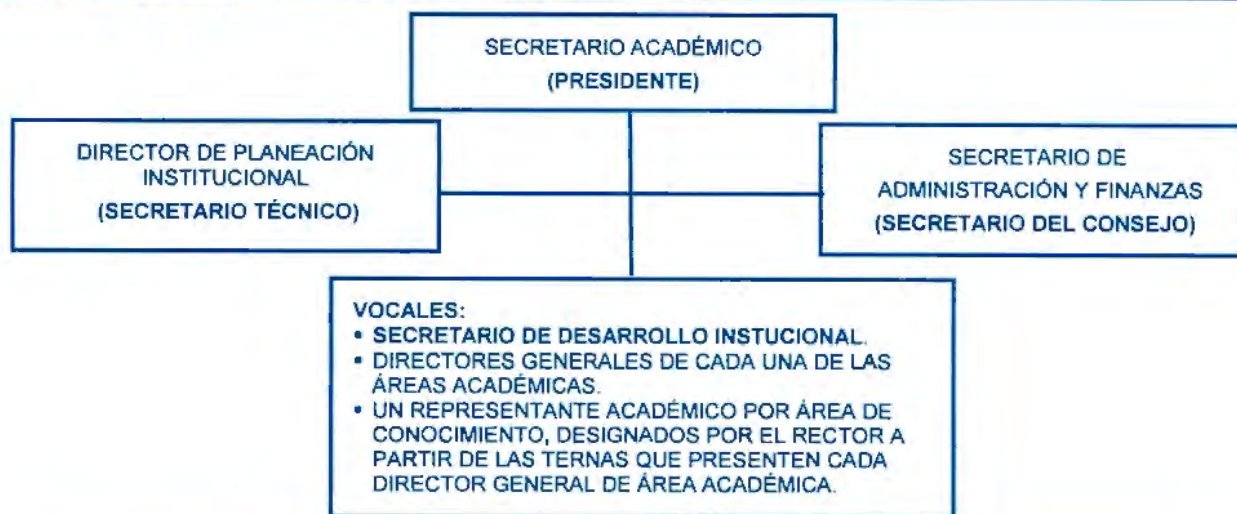 SECRETARIO ACADÉMICO
(PRESIDENTE)
DIRECTOR DE PLANEACIÓN
INSTITUCIONAL
(SECRETARIO TÉCNICO)
SECRETARIO DE
ADMINISTRACIÓN Y FINANZAS
(SECRETARIO DEL CONSEJO)
VOCALES:
• SECRETARIO DE DESARROLLO INSTUCIONAL.
• DIRECTORES GENERALES DE CADA UNA DE LAS
ÁREAS ACADÉMICAS.
• UN REPRESENTANTE ACADÉMICO POR ÁREA DE
CONOCIMIENTO, DESIGNADOS POR EL RECTOR A
PARTIR DE LAS TERNAS QUE PRESENTEN CADA
DIRECTOR GENERAL DE ÁREA ACADÉMICA.